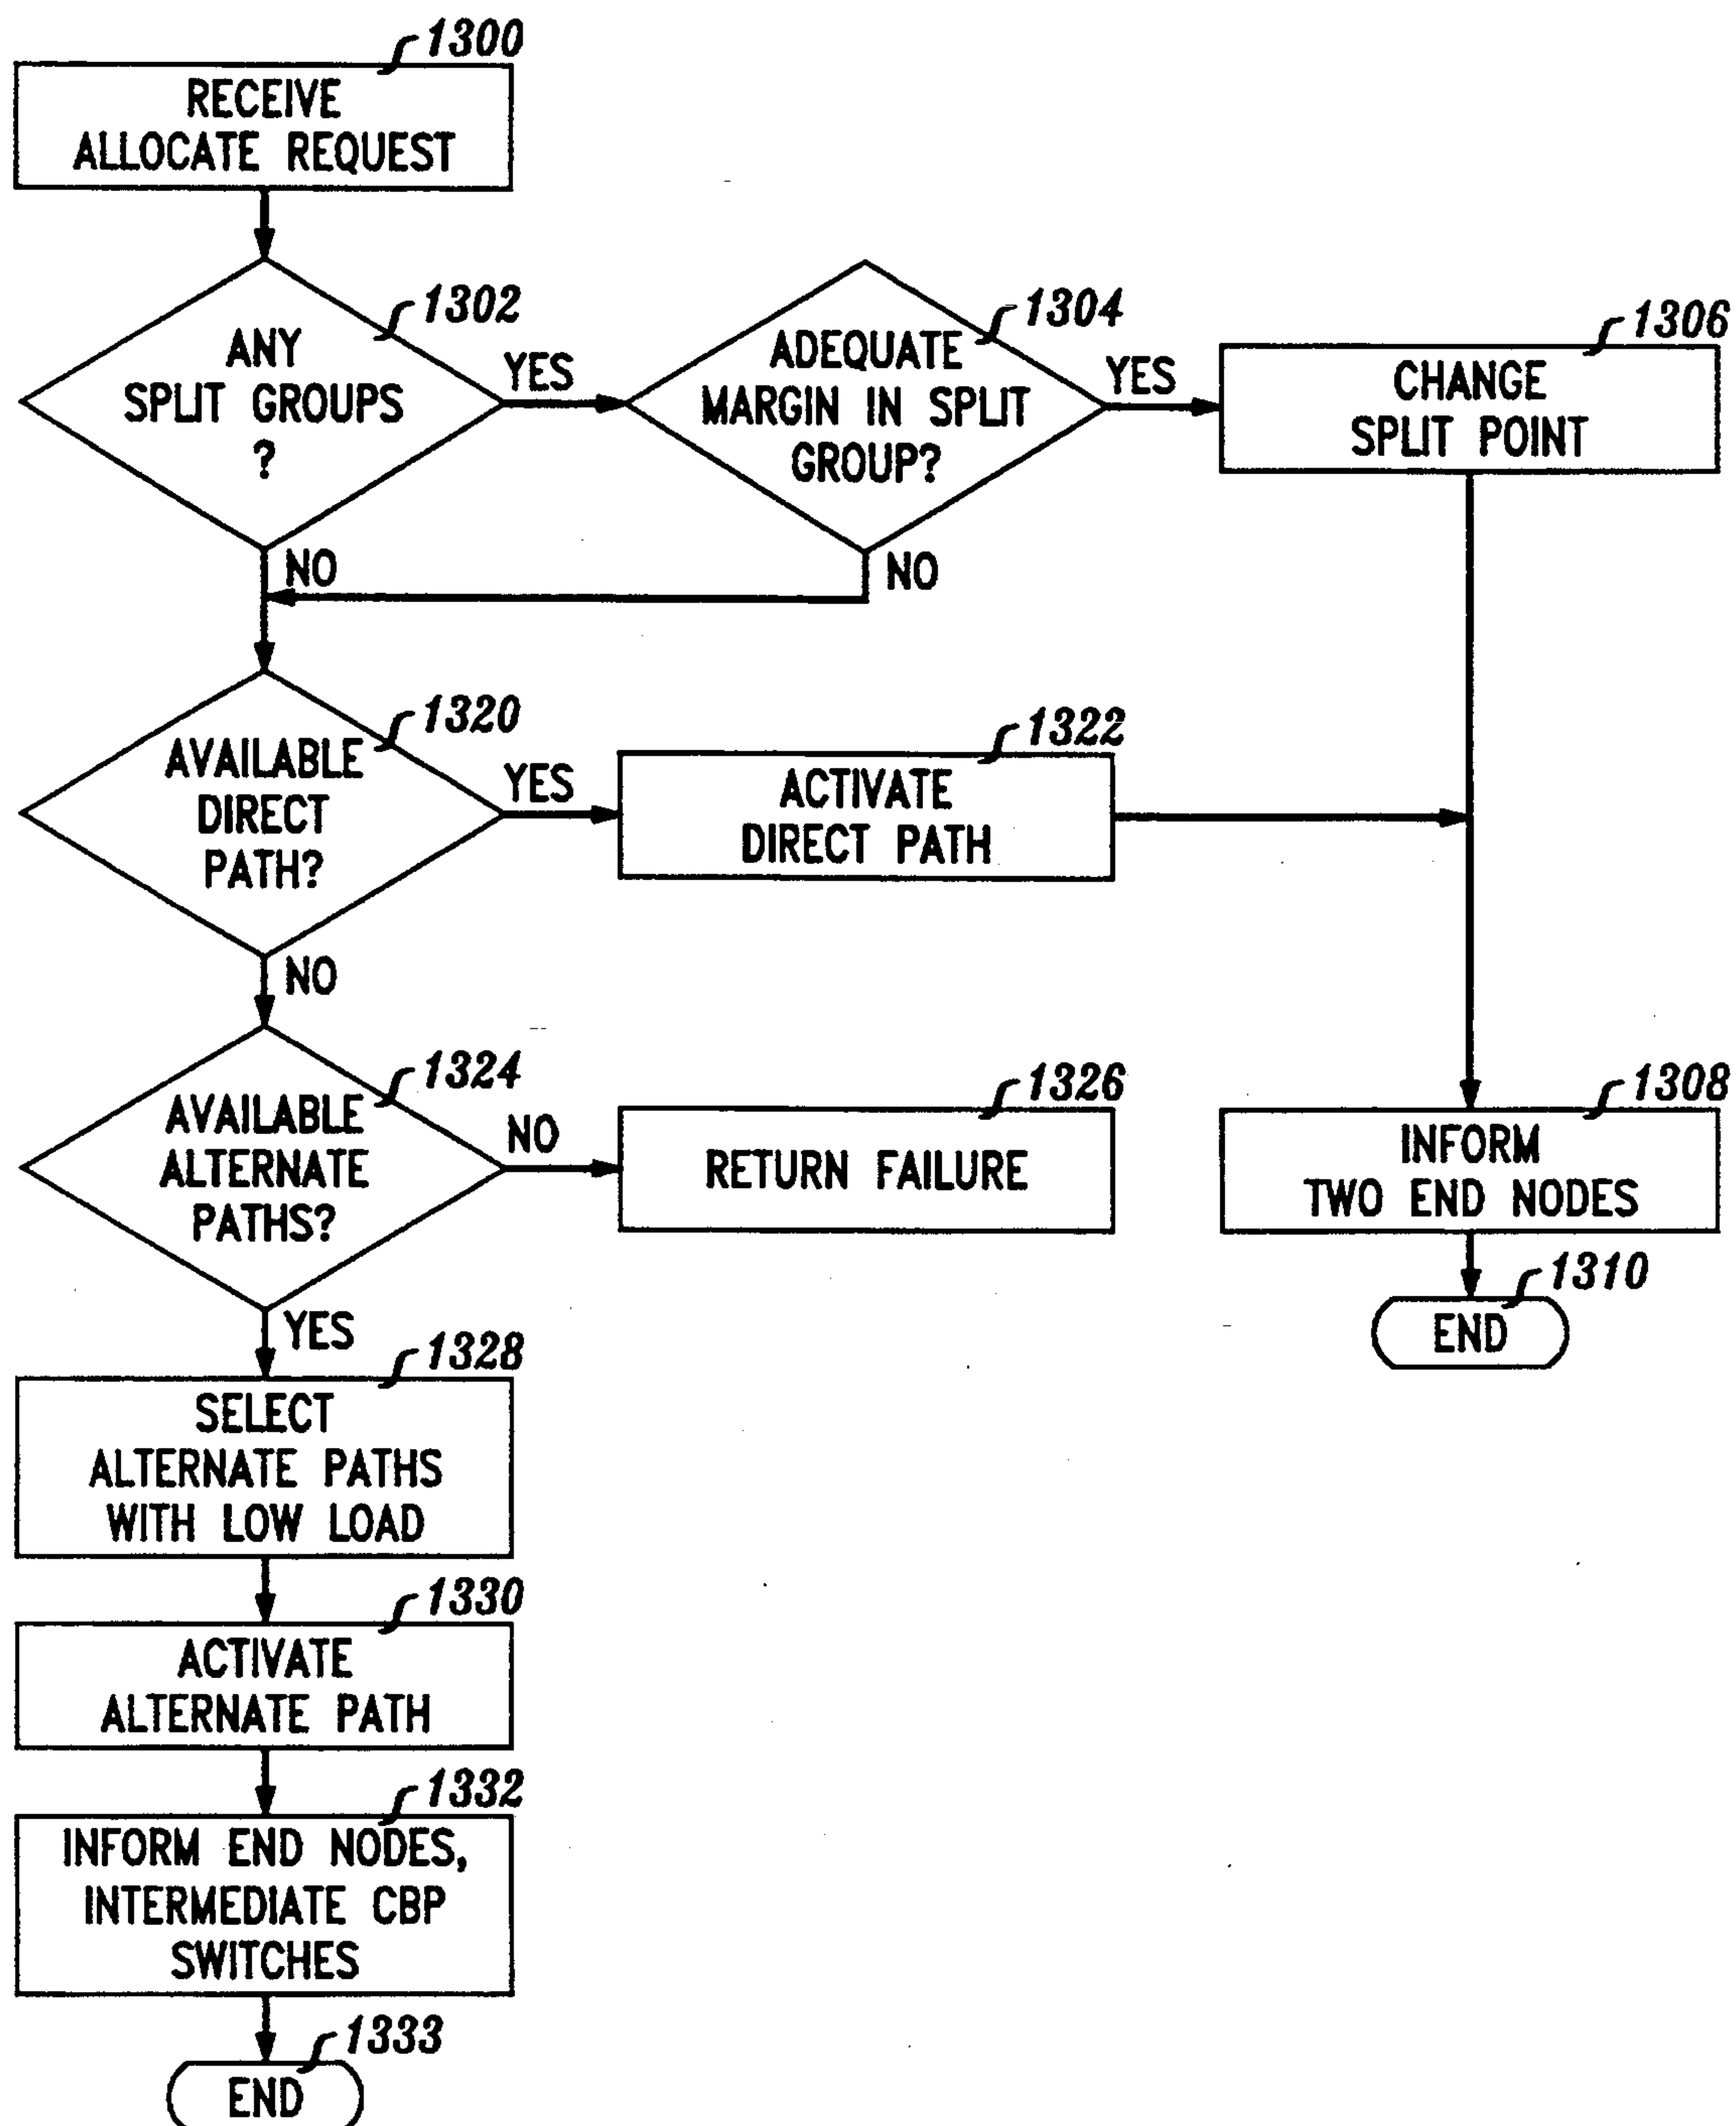 1300
RECEIVE
ALLOCATE REQUEST
1302
ANY
SPLIT GROUPS
?
YES
NO
1304
ADEQUATE
MARGIN IN SPLIT
GROUP?
YES
NO
1306
CHANGE
SPLIT POINT
1320
AVAILABLE
DIRECT
PATH?
YES
NO
1322
ACTIVATE
DIRECT PATH
1324
AVAILABLE
ALTERNATE
PATHS?
NO
YES
1326
RETURN FAILURE
1308
INFORM
TWO END NODES
1310
END
1328
SELECT
ALTERNATE PATHS
WITH LOW LOAD
1330
ACTIVATE
ALTERNATE PATH
1332
INFORM END NODES,
INTERMEDIATE CBP
SWITCHES
1333
END